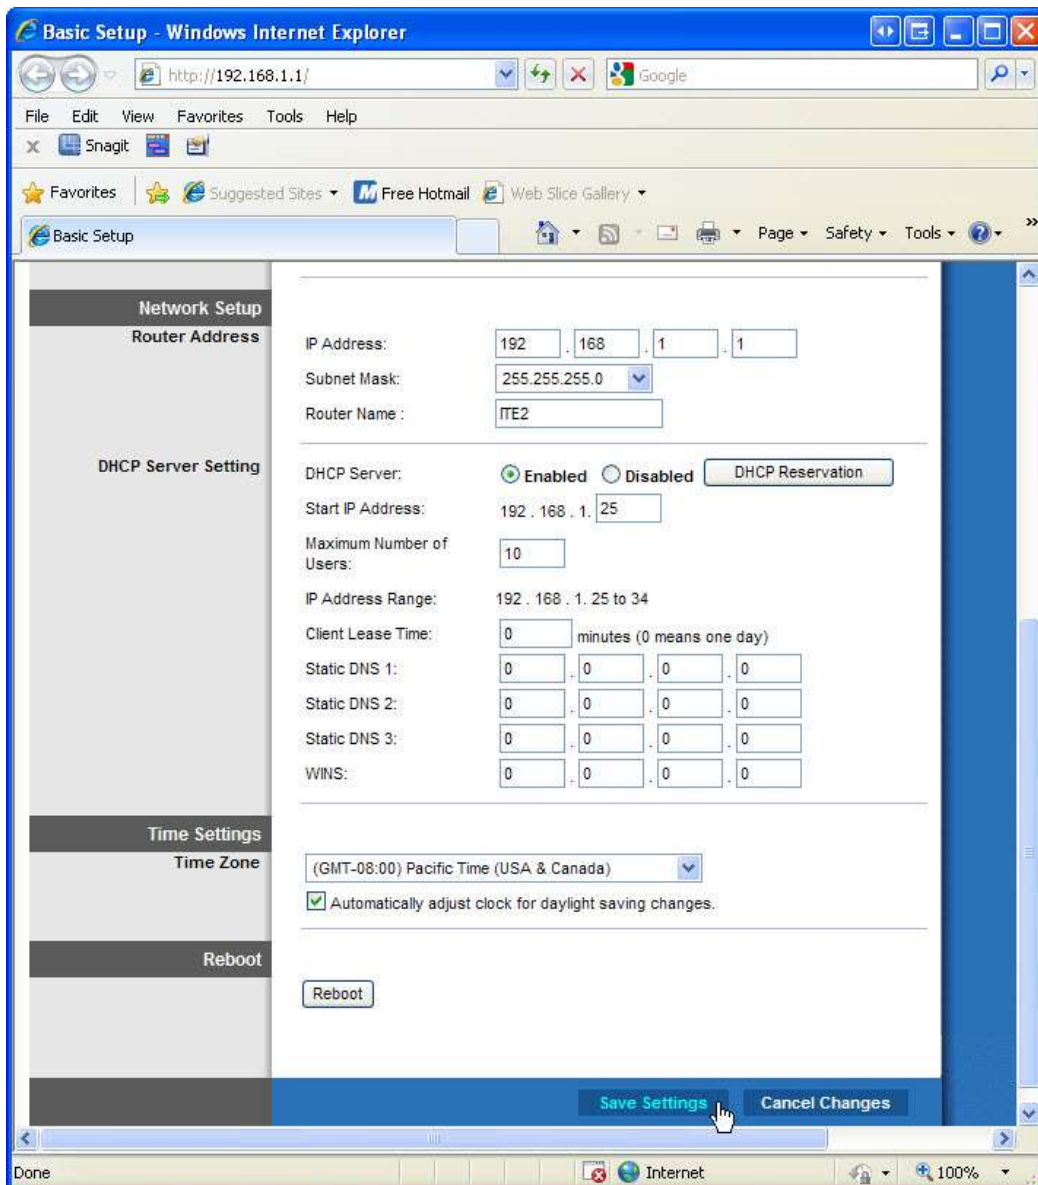 Basic Setup - Windows Internet Explorer
http://192.168.1.1/
Google
File Edit View Favorites Tools Help
x Snagit
Favorites Suggested Sites Free Hotmail Web Slice Gallery
Basic Setup Page Safety Tools »
Network Setup
Router Address
IP Address: 192 . 168 . 1 . 1
Subnet Mask: 255.255.255.0
Router Name : ITE2
DHCP Server Setting
DHCP Server: Enabled Disabled DHCP Reservation
Start IP Address: 192 . 168 . 1. 25
Maximum Number of
Users: 10
IP Address Range: 192 . 168 . 1. 25 to 34
Client Lease Time: 0 minutes (0 means one day)
Static DNS 1: 0 . 0 . 0 . 0
Static DNS 2: 0 . 0 . 0 . 0
Static DNS 3: 0 . 0 . 0 . 0
WINS: 0 . 0 . 0 . 0
Time Settings
Time Zone
(GMT-08:00) Pacific Time (USA & Canada)
Automatically adjust clock for daylight saving changes.
Reboot
Reboot
Save Settings Cancel Changes
Done Internet 100%